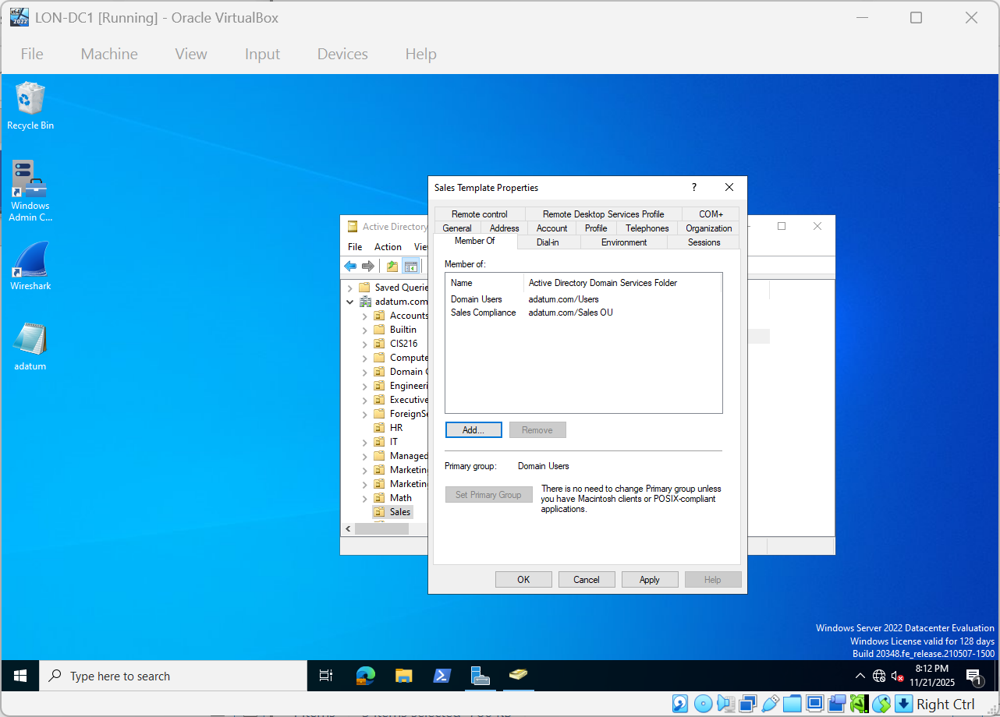 LON-DC1 [Running] - Oracle VirtualBox
File Machine View Input Devices Help
Recycle Bin
Windows
Admin C...
Wireshark
adatum
Active Directory
File Action
Saved Querie
adatum.com
Accounts
Builtin
CIS216
Compute
Domain
Engineeri
Executive
ForeignSe
HR
IT
Managed
Marketin
Marketin
Math
Sales
Sales Template Properties
?
Remote control Remote Desktop Services Profile COM+
General Address Account Profile Telephones Organization
Member Of Dial-in Environment Sessions
Member of:
Name Active Directory Domain Services Folder
Domain Users adatum.com/Users
Sales Compliance adatum.com/Sales OU
Add... Remove
Primary group: Domain Users
Set Primary Group
There is no need to change Primary group unless
you have Macintosh clients or POSIX-compliant
applications.
OK Cancel Apply Help
Windows Server 2022 Datacenter Evaluation
Windows License valid for 128 days
Build 20348.fe_release.210507-1500
Type here to search
8:12 PM
11/21/2025
1
Right Ctrl